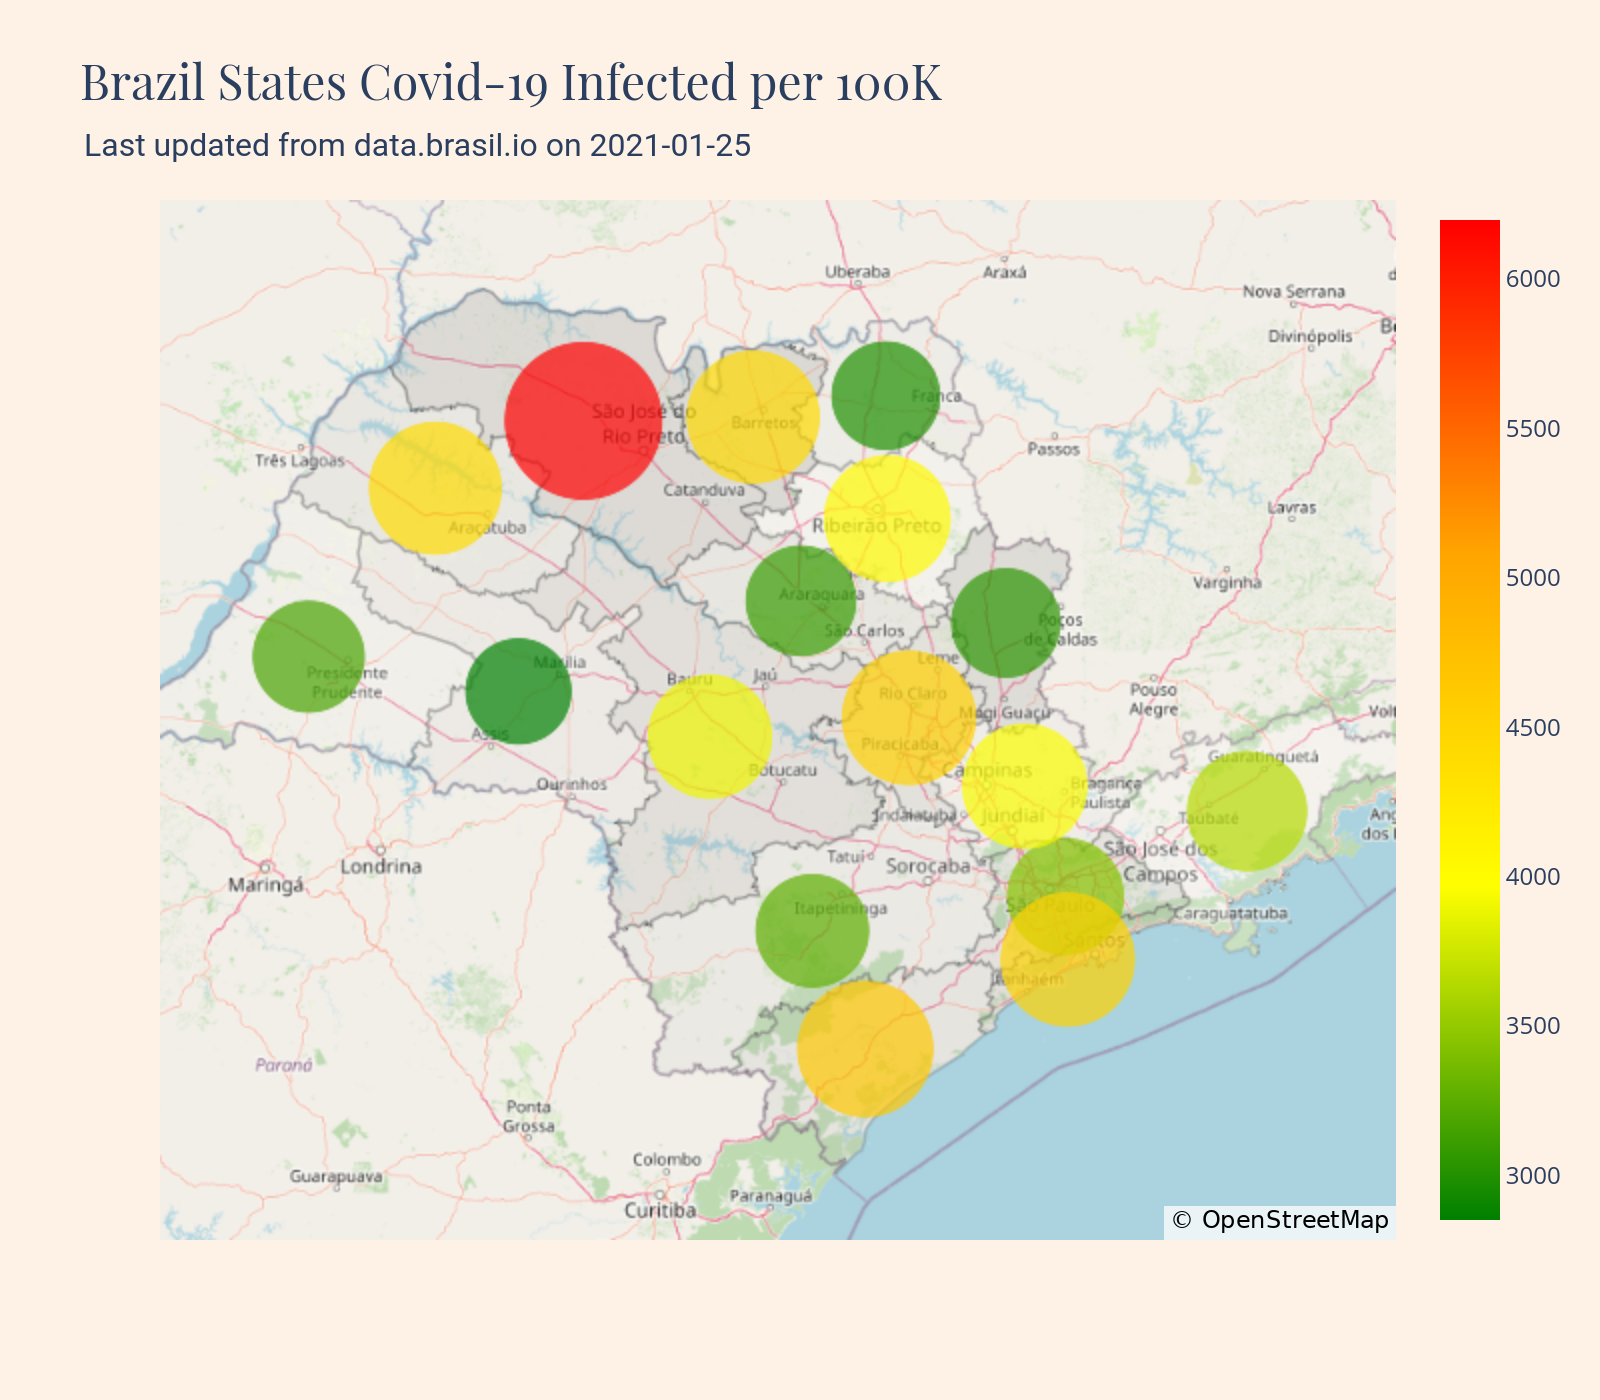 Brazil States Covid-19 Infected per 100K
Last updated from data.brasil.io on 2021-01-25
Uberaba
Araxá
Nova Serrana
Divinópolis
6000
5500
5000
4500
4000
3500
3000
Franca
São José do
Rio Preto
Barretos
Passos
Três Lagoas
Catanduva
Lavras
Araçatuba
Ribeirão Preto
Varginha
Araraquara
São Carlos
Poços
de Caldas
Leme
Marília
Presidente
Prudente
Bauru
Jaú
Rio Claro
Pouso
Alegre
Mogi Guaçu
Assis
Piracicaba
Guaratinguetá
Botucatu
Campinas
Ourinhos
Bragança
Paulista
Indaiatuba
Jundiaí
Taubaté
Londrina
Maringá
Tatuí
Sorocaba
São José dos
Campos
Itapetininga
São Paulo
Caraguatatuba
Santos
Itanhaém
Paraná
Ponta
Grossa
Colombo
Guarapuava
Paranaguá
Curitiba
© OpenStreetMap